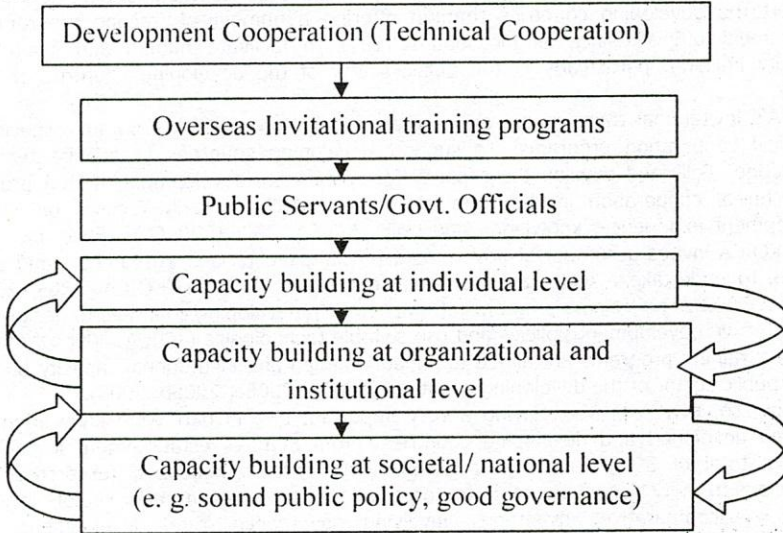 Development Cooperation (Technical Cooperation)
Overseas Invitational training programs
Public Servants/Govt. Officials
Capacity building at individual level
Capacity building at organizational and
institutional level
Capacity building at societal/ national level
(e. g. sound public policy, good governance)